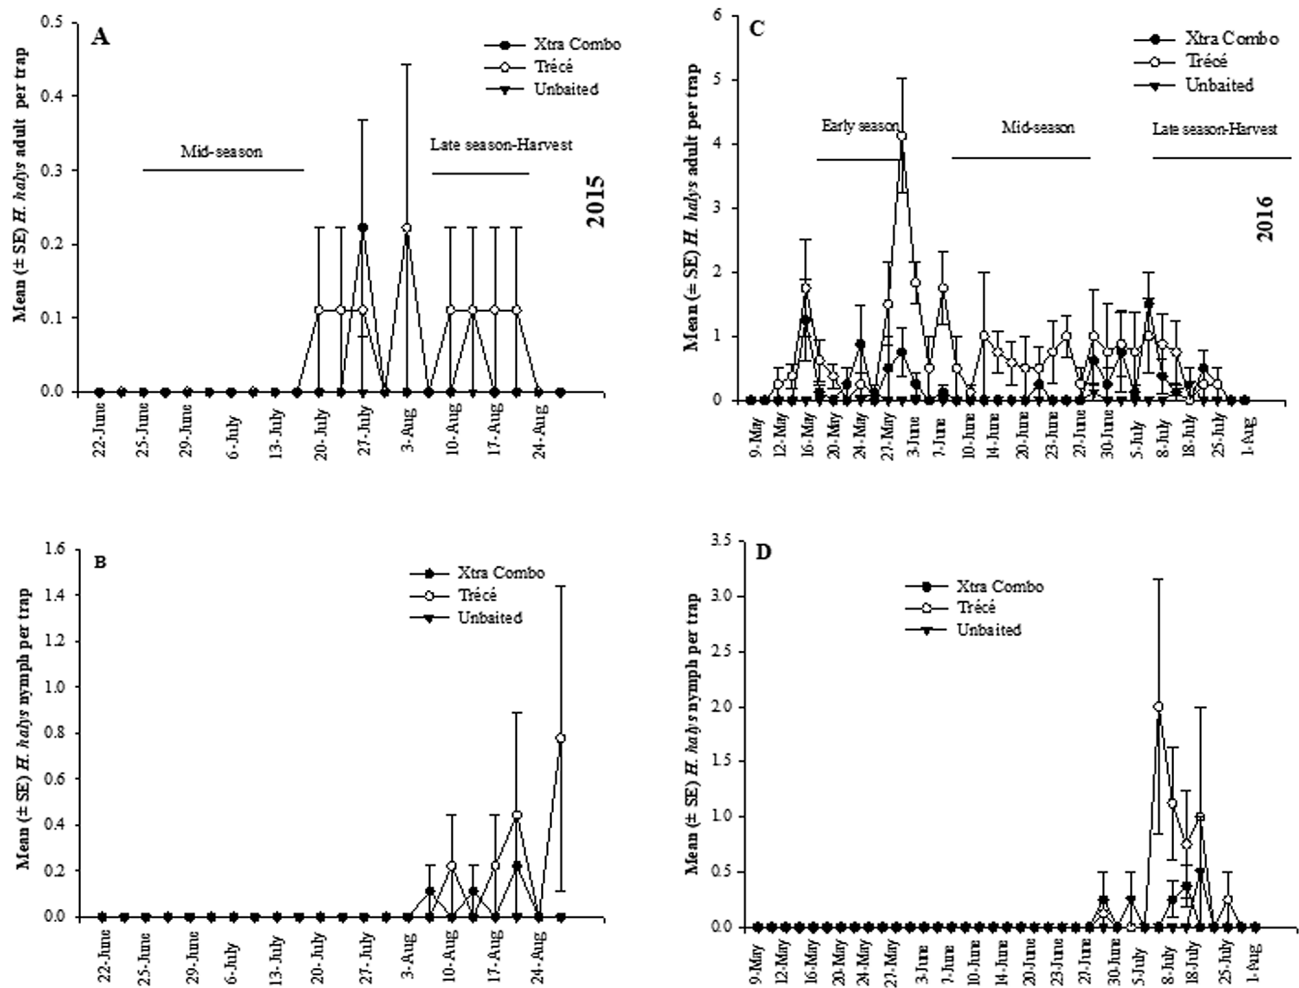 A
Mean (± SE) H. halys adult per trap
0.5
0.4
0.3
0.2
0.1
0.0
Xtra Combo
Trécé
Unbaited
Mid-season
Late season-Harvest
2015
22-June
25-June
29-June
6-July
13-July
20-July
27-July
3-Aug
10-Aug
17-Aug
24-Aug
C
Mean (± SE) H. halys adult per trap
6
5
4
3
2
1
0
Xtra Combo
Trécé
Unbaited
Early season
Mid-season
Late season-Harvest
2016
9-May
12-May
16-May
20-May
24-May
27-May
3-June
7-June
10-June
14-June
20-June
23-June
27-June
30-June
5-July
8-July
18-July
25-July
1-Aug
B
Mean (± SE) H. halys nymph per trap
1.6
1.4
1.2
1.0
0.8
0.6
0.4
0.2
0.0
Xtra Combo
Trécé
Unbaited
22-June
25-June
29-June
6-July
13-July
20-July
27-July
3-Aug
10-Aug
17-Aug
24-Aug
D
Mean (± SE) H. halys nymph per trap
3.5
3.0
2.5
2.0
1.5
1.0
0.5
0.0
Xtra Combo
Trécé
Unbaited
9-May
12-May
16-May
20-May
24-May
27-May
3-June
7-June
10-June
14-June
20-June
23-June
27-June
30-June
5-July
8-July
18-July
25-July
1-Aug